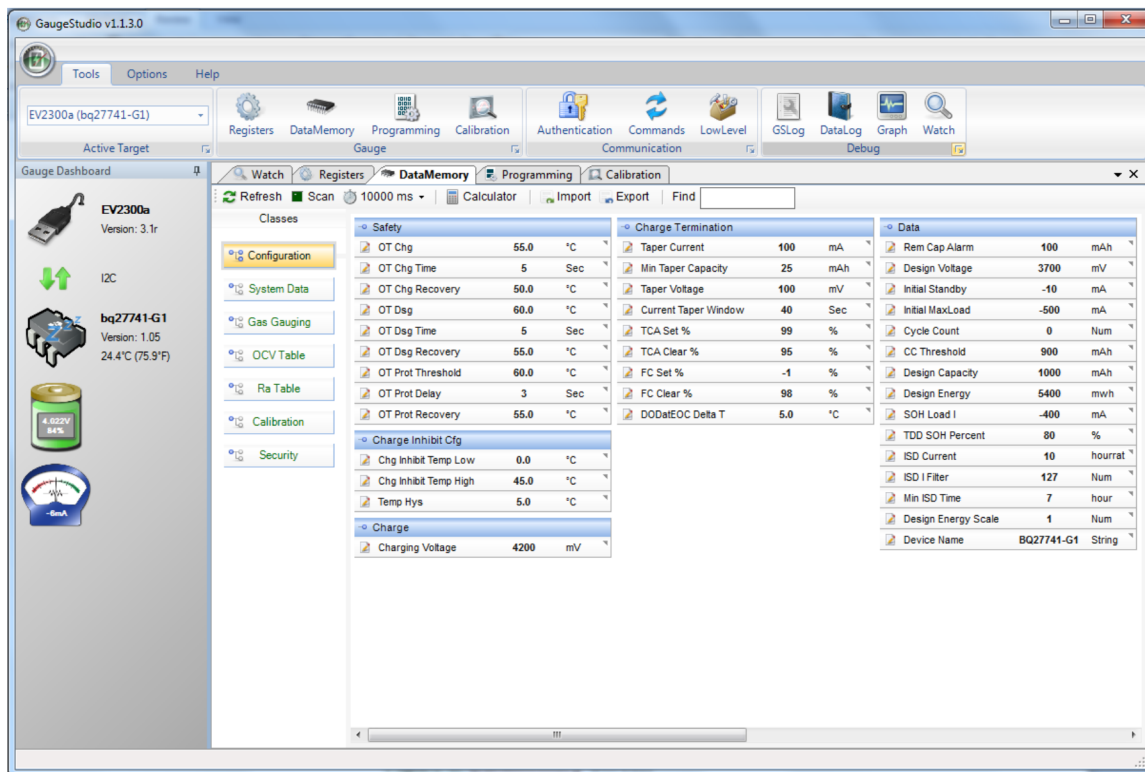 GaugeStudio v1.1.3.0
Tools Options Help
EV2300a (bq27741-G1)
Active Target
Registers DataMemory Programming Calibration
Gauge
Authentication Commands LowLevel
Communication
GSLog DataLog Graph Watch
Debug
Gauge Dashboard
EV2300a
Version: 3.1r
I2C
bq27741-G1
Version: 1.05
24.4°C (75.9°F)
4.022V
84%
-6mA
Watch Registers DataMemory Programming Calibration
Refresh Scan 10000 ms Calculator Import Export Find
Classes
Configuration
System Data
Gas Gauging
OCV Table
Ra Table
Calibration
Security
Safety
OT Chg 55.0 °C
OT Chg Time 5 Sec
OT Chg Recovery 50.0 °C
OT Dsg 60.0 °C
OT Dsg Time 5 Sec
OT Dsg Recovery 55.0 °C
OT Prot Threshold 60.0 °C
OT Prot Delay 3 Sec
OT Prot Recovery 55.0 °C
Charge Inhibit Cfg
Chg Inhibit Temp Low 0.0 °C
Chg Inhibit Temp High 45.0 °C
Temp Hys 5.0 °C
Charge
Charging Voltage 4200 mV
Charge Termination
Taper Current 100 mA
Min Taper Capacity 25 mAh
Taper Voltage 100 mV
Current Taper Window 40 Sec
TCA Set % 99 %
TCA Clear % 95 %
FC Set % -1 %
FC Clear % 98 %
DODatEOC Delta T 5.0 °C
Data
Rem Cap Alarm 100 mAh
Design Voltage 3700 mV
Initial Standby -10 mA
Initial MaxLoad -500 mA
Cycle Count 0 Num
CC Threshold 900 mAh
Design Capacity 1000 mAh
Design Energy 5400 mwh
SOH Load I -400 mA
TDD SOH Percent 80 %
ISD Current 10 hourrat
ISD I Filter 127 Num
Min ISD Time 7 hour
Design Energy Scale 1 Num
Device Name BQ27741-G1 String